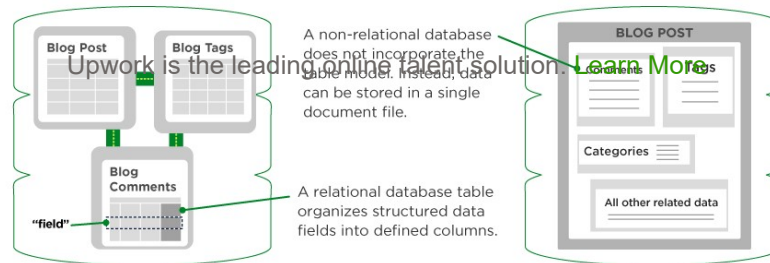 Blog Post
Blog Tags
Blog
Comments
"field"
A non-relational database
does not incorporate the
table model. Instead, data
can be stored in a single
document file.
Upwork is the leading online talent solution. Learn More
A relational database table
organizes structured data
fields into defined columns.
BLOG POST
Comments
Tags
Categories
All other related data